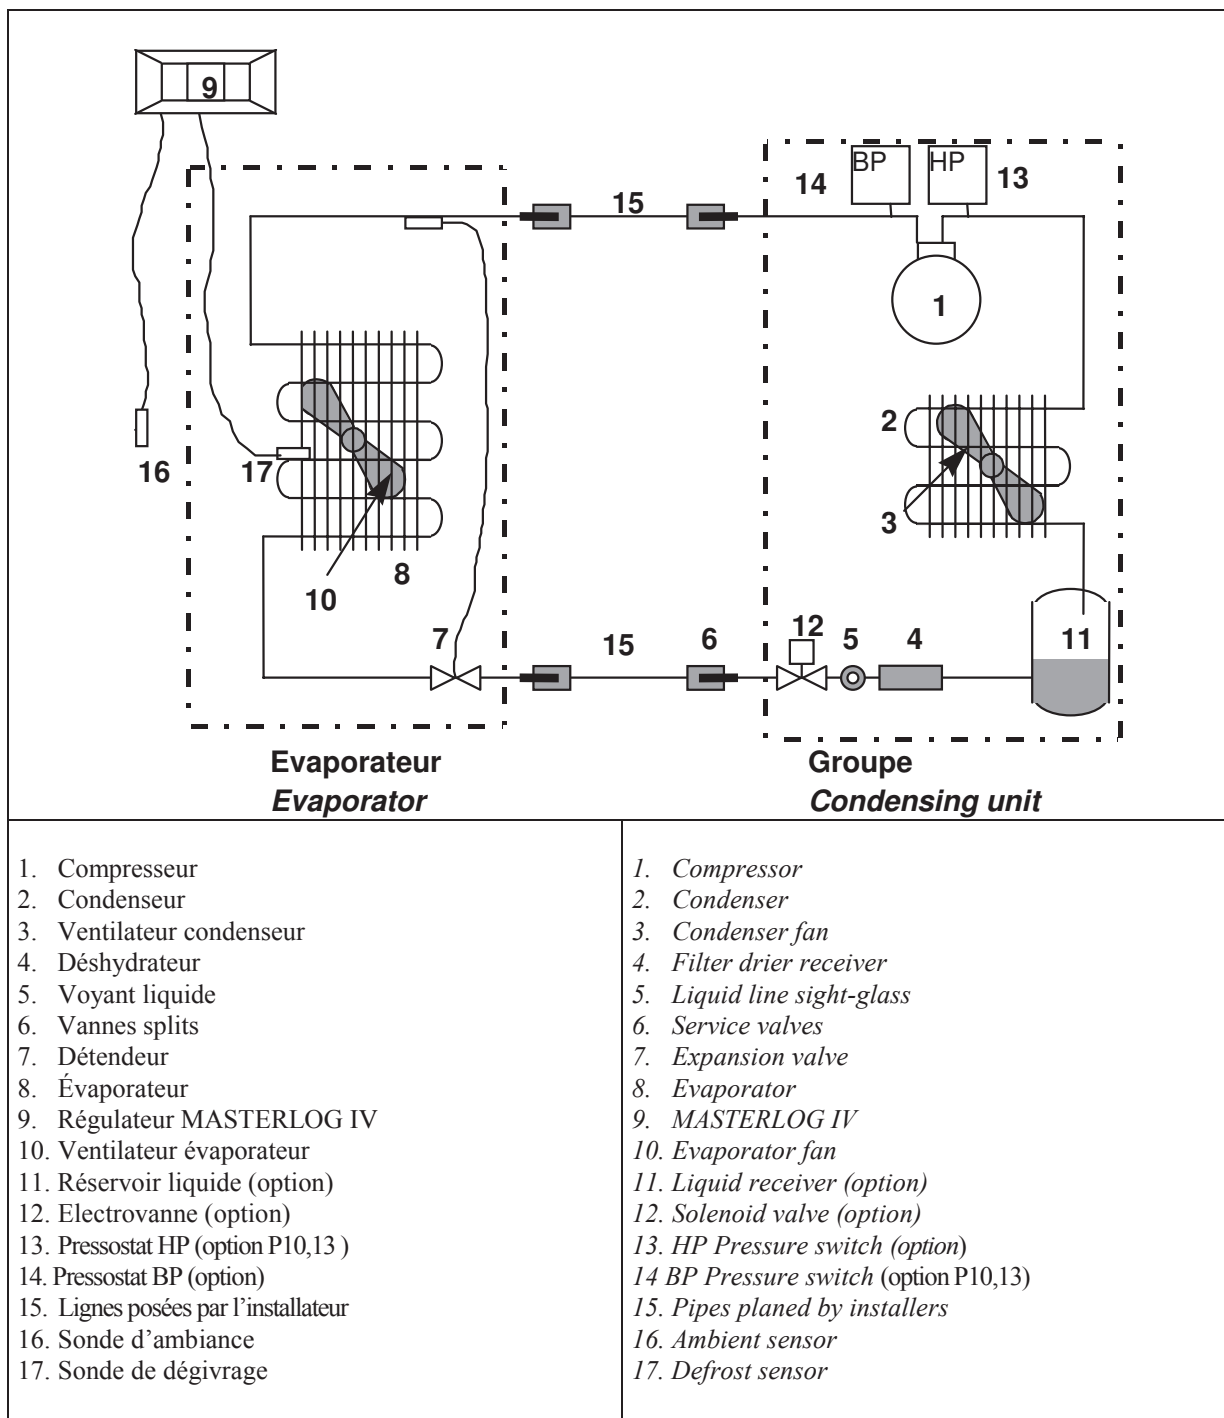 9
BP
HP
14
13
15
1
2
16
17
3
10
8
7
15
6
12
5
4
11
Evaporateur
Evaporator
Groupe
Condensing unit
1. Compresseur
2. Condenseur
3. Ventilateur condenseur
4. Déshydrateur
5. Voyant liquide
6. Vannes splits
7. Détendeur
8. Évaporateur
9. Régulateur MASTERLOG IV
10. Ventilateur évaporateur
11. Réservoir liquide (option)
12. Electrovanne (option)
13. Pressostat HP (option P10,13 )
14. Pressostat BP (option)
15. Lignes posées par l’installateur
16. Sonde d’ambiance
17. Sonde de dégivrage
1. Compressor
2. Condenser
3. Condenser fan
4. Filter drier receiver
5. Liquid line sight-glass
6. Service valves
7. Expansion valve
8. Evaporator
9. MASTERLOG IV
10. Evaporator fan
11. Liquid receiver (option)
12. Solenoid valve (option)
13. HP Pressure switch (option)
14 BP Pressure switch (option P10,13)
15. Pipes planed by installers
16. Ambient sensor
17. Defrost sensor